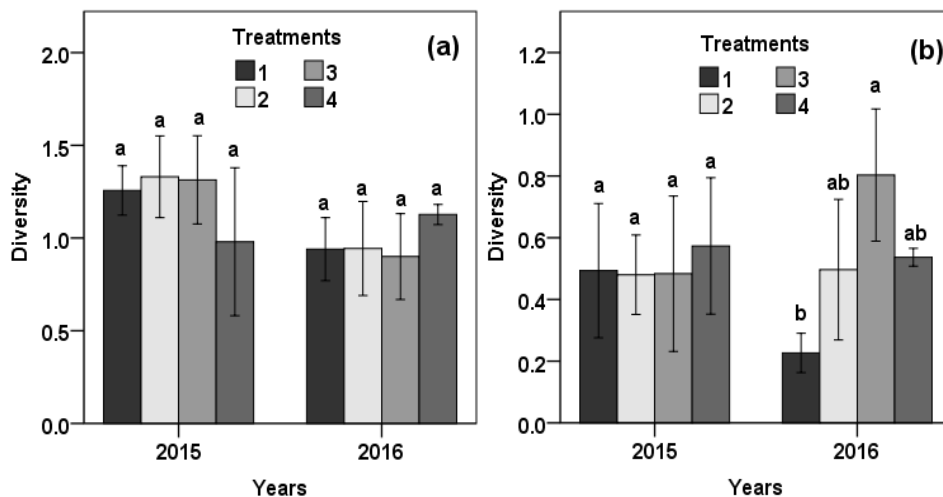 Treatments
(a)
1 3
2 4
2.0
1.5
1.0
0.5
0.0
Diversity
a a a a
a a a a
2015 2016
Years
Treatments
(b)
1 3
2 4
1.2
1.0
0.8
0.6
0.4
0.2
0.0
Diversity
a a a a
b ab a ab
2015 2016
Years